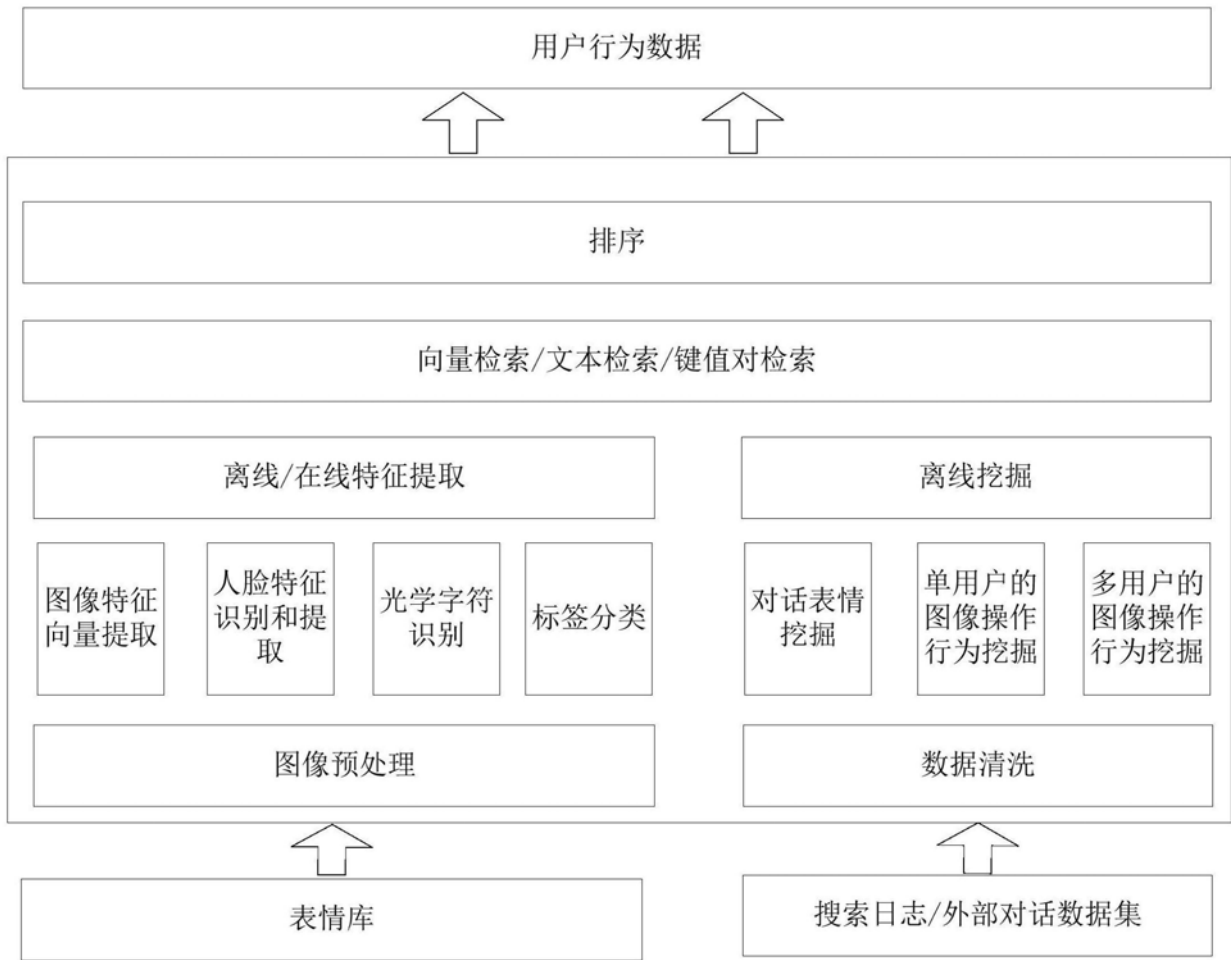 用户行为数据
排序
向量检索/文本检索/键值对检索
离线/在线特征提取
离线挖掘
图像特征
向量提取
人脸特征
识别和提
取
光学字符
识别
标签分类
对话表情
挖掘
单用户的
图像操作
行为挖掘
多用户的
图像操作
行为挖掘
图像预处理
数据清洗
表情库
搜索日志/外部对话数据集